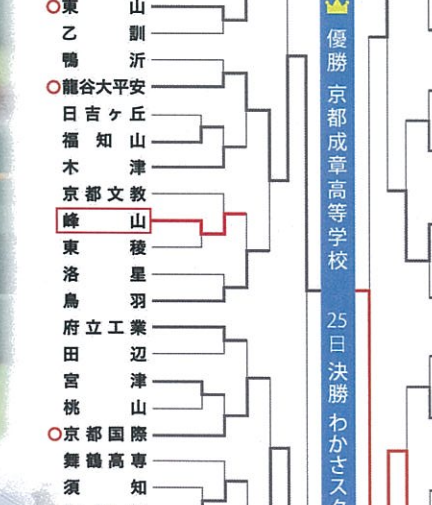 東山
乙訓
鴨沂
龍谷大平安
日吉ヶ丘
福知山
木津
京都文教
峰山
東稜
洛星
鳥羽
府立工業
田辺
宮津
桃山
京都国際
舞鶴高専
須知
優勝 京都成章高等学校
25日 決勝 わかさスタ